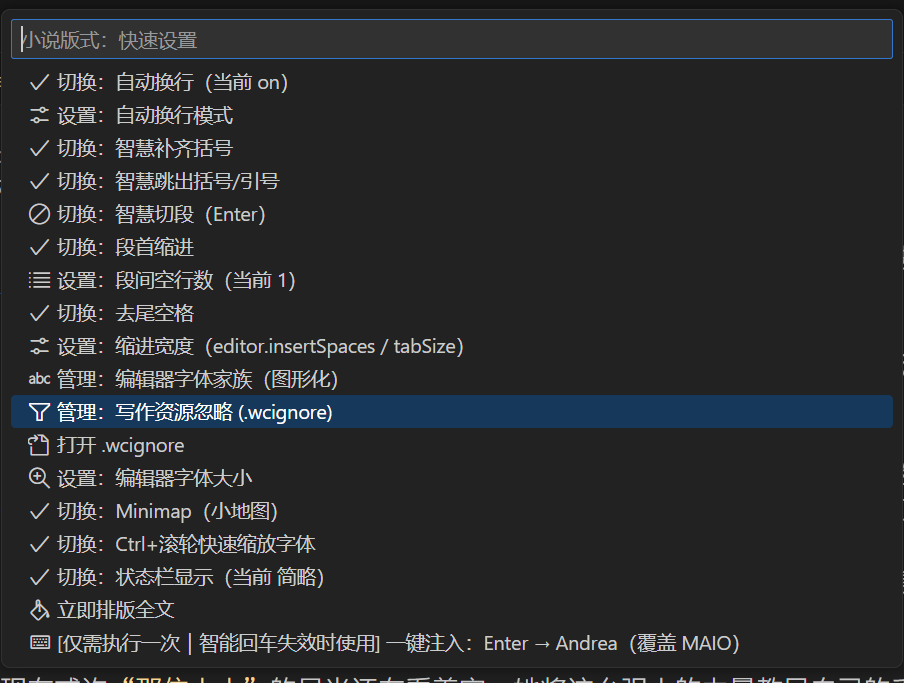 小说版式：快速设置
切换：自动换行（当前 on）
设置：自动换行模式
切换：智慧补齐括号
切换：智慧跳出括号/引号
切换：智慧切段（Enter）
切换：段首缩进
设置：段间空行数（当前 1）
切换：去尾空格
设置：缩进宽度（editor.insertSpaces / tabSize）
abc 管理：编辑器字体家族（图形化）
管理：写作资源忽略 (.wcignore)
打开 .wcignore
设置：编辑器字体大小
切换：Minimap（小地图）
切换：Ctrl+滚轮快速缩放字体
切换：状态栏显示（当前 简略）
立即排版全文
[仅需执行一次 | 智能回车失效时使用] 一键注入：Enter → Andrea（覆盖 MAIO）